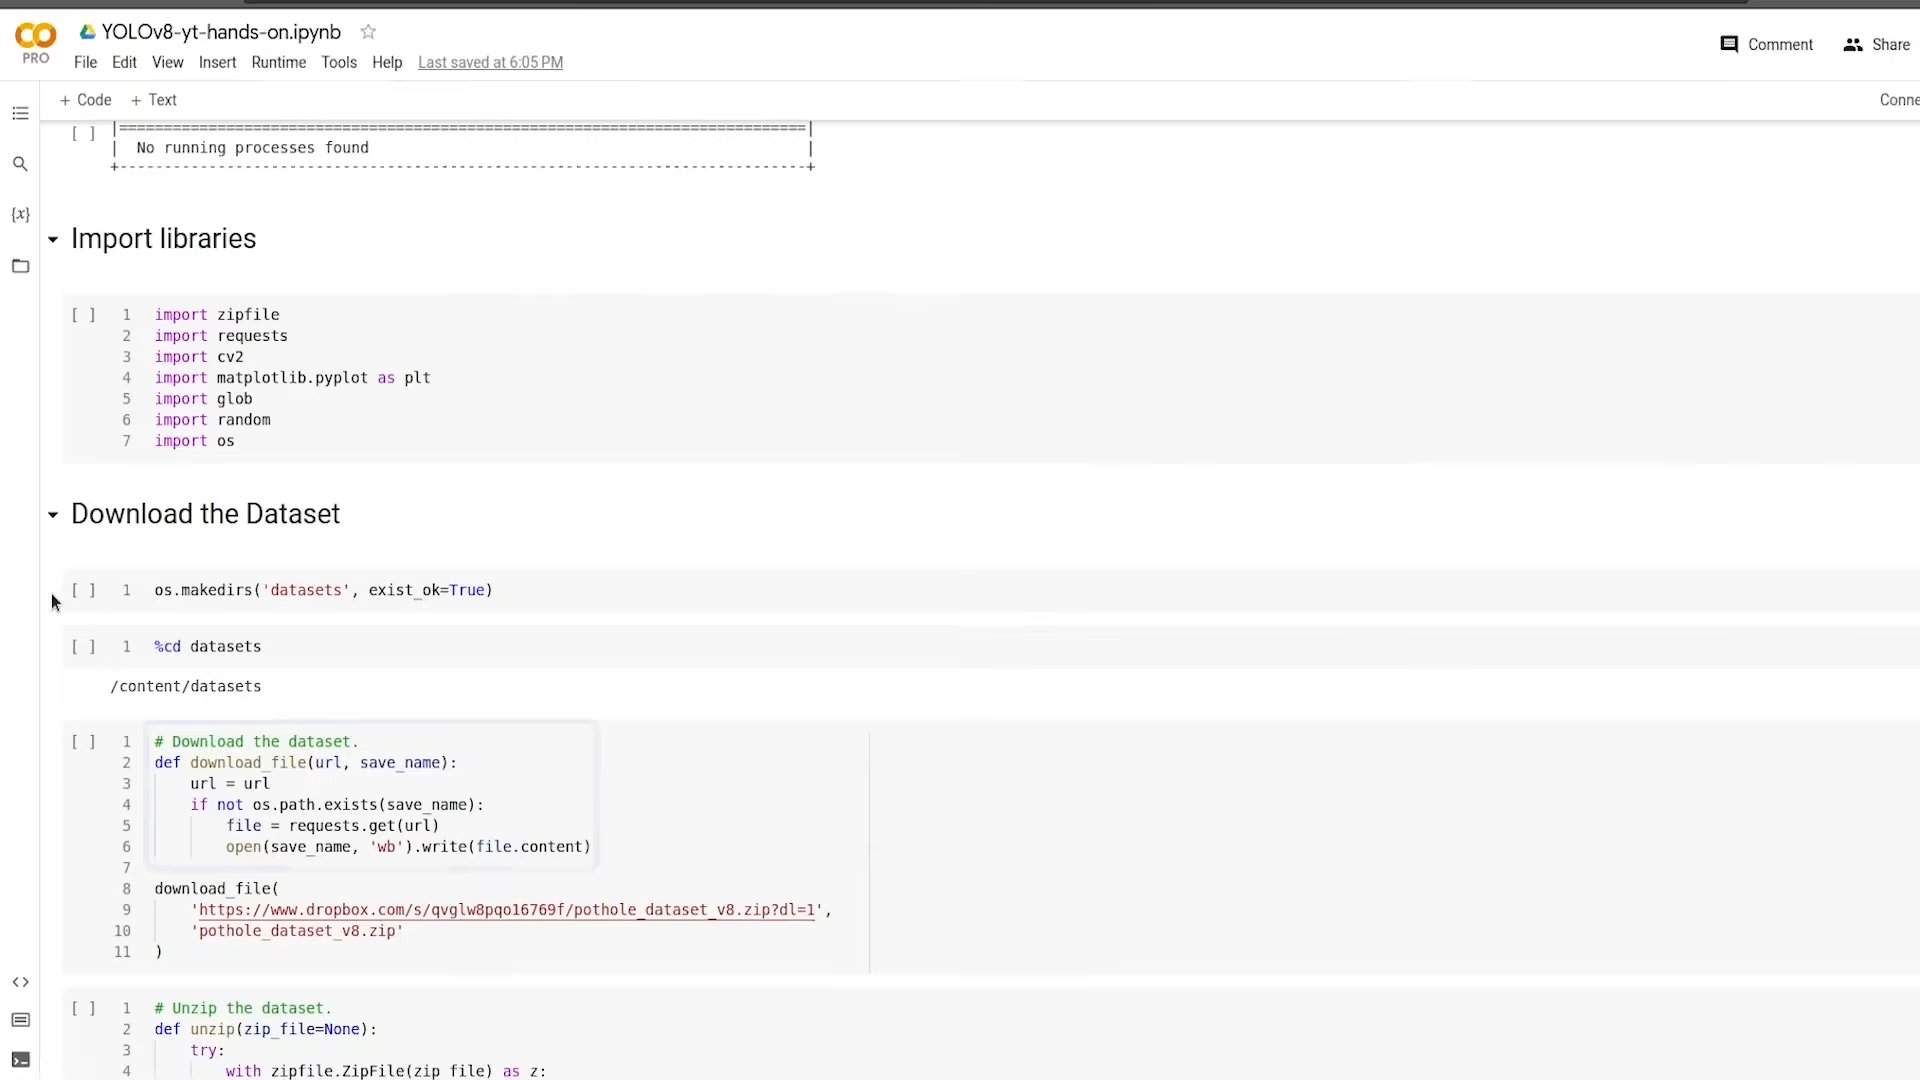 YOLOv8-yt-hands-on.ipynb
PRO
File Edit View Insert Runtime Tools Help Last saved at 6:05 PM
Comment Share
+ Code + Text
[ ] |=============================================================================|
| No running processes found |
+-----------------------------------------------------------------------------+
Import libraries
[ ] 1 import zipfile
2 import requests
3 import cv2
4 import matplotlib.pyplot as plt
5 import glob
6 import random
7 import os
Download the Dataset
[ ] 1 os.makedirs('datasets', exist_ok=True)
[ ] 1 %cd datasets
/content/datasets
[ ] 1 # Download the dataset.
2 def download_file(url, save_name):
3 url = url
4 if not os.path.exists(save_name):
5 file = requests.get(url)
6 open(save_name, 'wb').write(file.content)
7
8 download_file(
9 'https://www.dropbox.com/s/qvglw8pqo16769f/pothole_dataset_v8.zip?dl=1',
10 'pothole_dataset_v8.zip'
11 )
[ ] 1 # Unzip the dataset.
2 def unzip(zip_file=None):
3 try:
4 with zipfile.ZipFile(zip_file) as z: